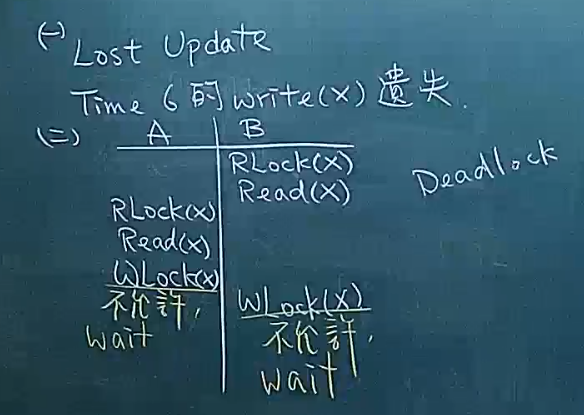 (一) Lost Update
Time 6 的 write(x) 遺失.
(二) A B
RLock(x)
Read(x)
Deadlock
RLock(x)
Read(x)
WLock(x)
不允許,
wait
WLock(x)
不允許,
wait